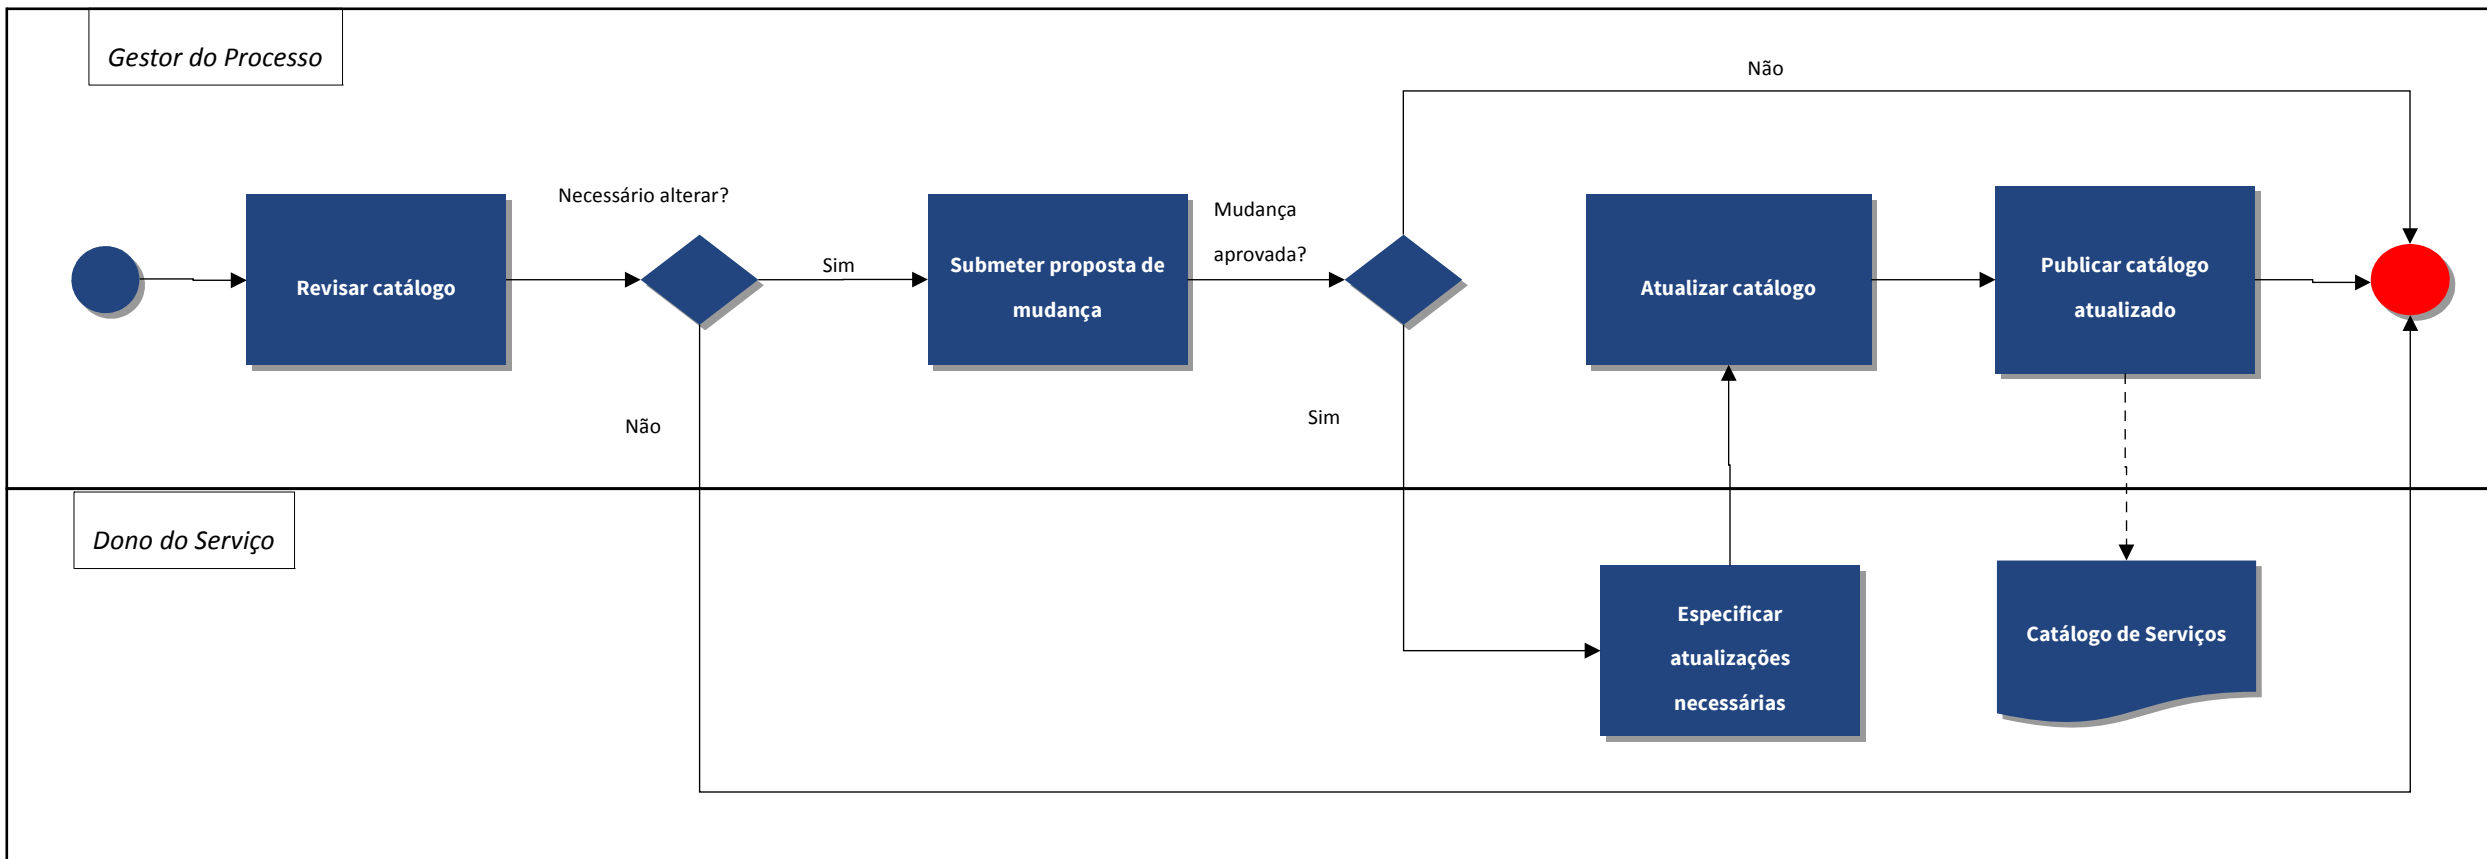 Gestor do Processo
Não
Necessário alterar?
Mudança
aprovada?
Revisar catálogo
Sim
Submeter proposta de
mudança
Atualizar catálogo
Publicar catálogo
atualizado
Não
Sim
Dono do Serviço
Especificar
atualizações
necessárias
Catálogo de Serviços